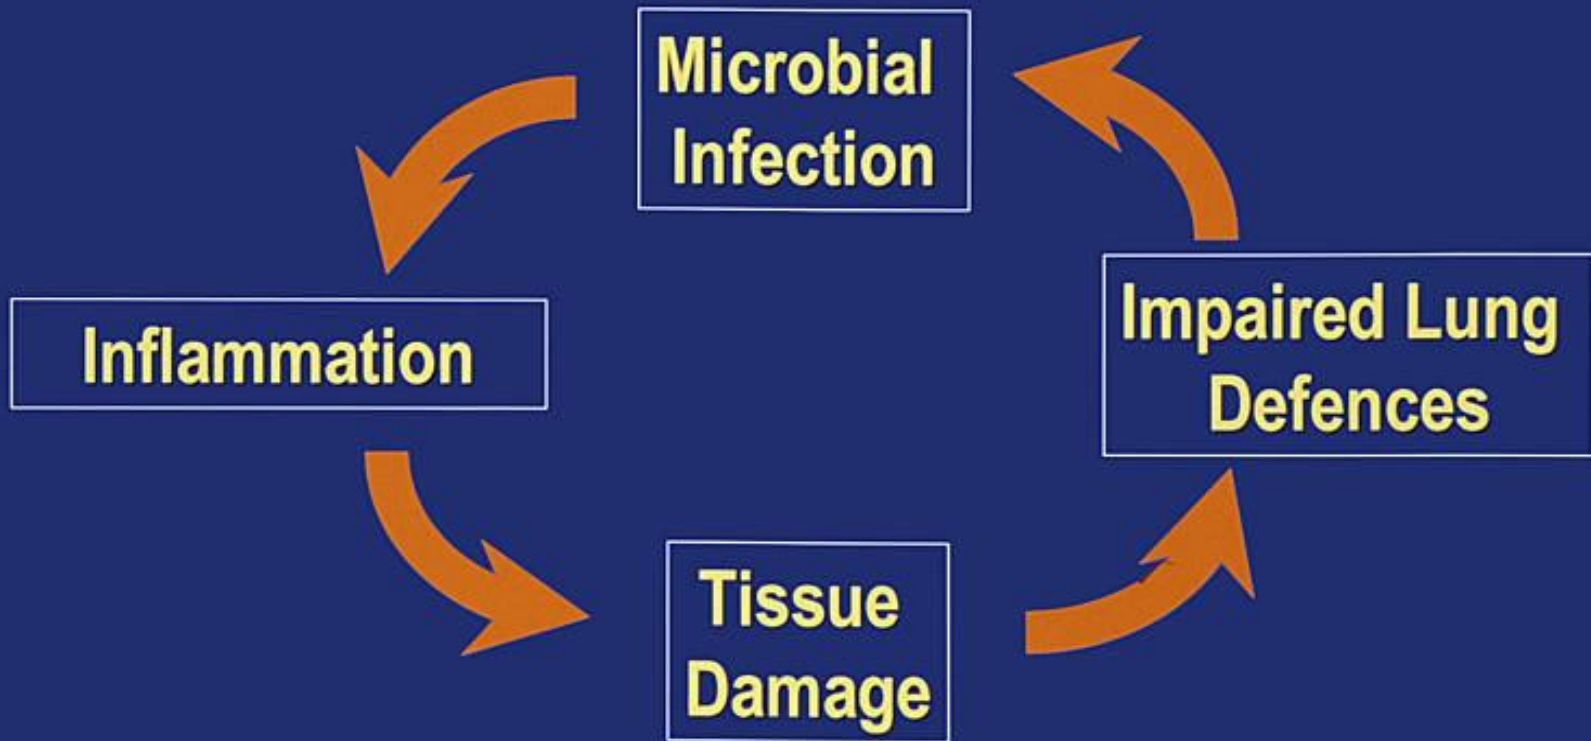 Microbial
Infection
Inflammation
Impaired Lung
Defences
Tissue
Damage